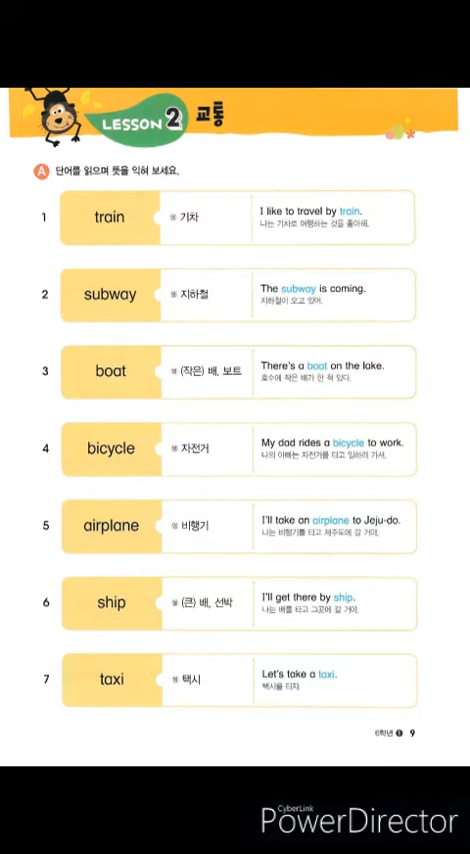 LESSON 2 교통
A 단어를 읽으며 뜻을 익혀 보세요.
1 train 명 기차 I like to travel by train.
나는 기차로 여행하는 것을 좋아해.
2 subway 명 지하철 The subway is coming.
지하철이 오고 있어.
3 boat 명 (작은) 배, 보트 There's a boat on the lake.
호수에 작은 배가 한 척 있다.
4 bicycle 명 자전거 My dad rides a bicycle to work.
나의 아빠는 자전거를 타고 일하러 가셔.
5 airplane 명 비행기 I'll take an airplane to Jeju-do.
나는 비행기를 타고 제주도에 갈 거야.
6 ship 명 (큰) 배, 선박 I'll get there by ship.
나는 배를 타고 그곳에 갈 거야.
7 taxi 명 택시 Let's take a taxi.
택시를 타자.
6학년 1 9
CyberLink
PowerDirector